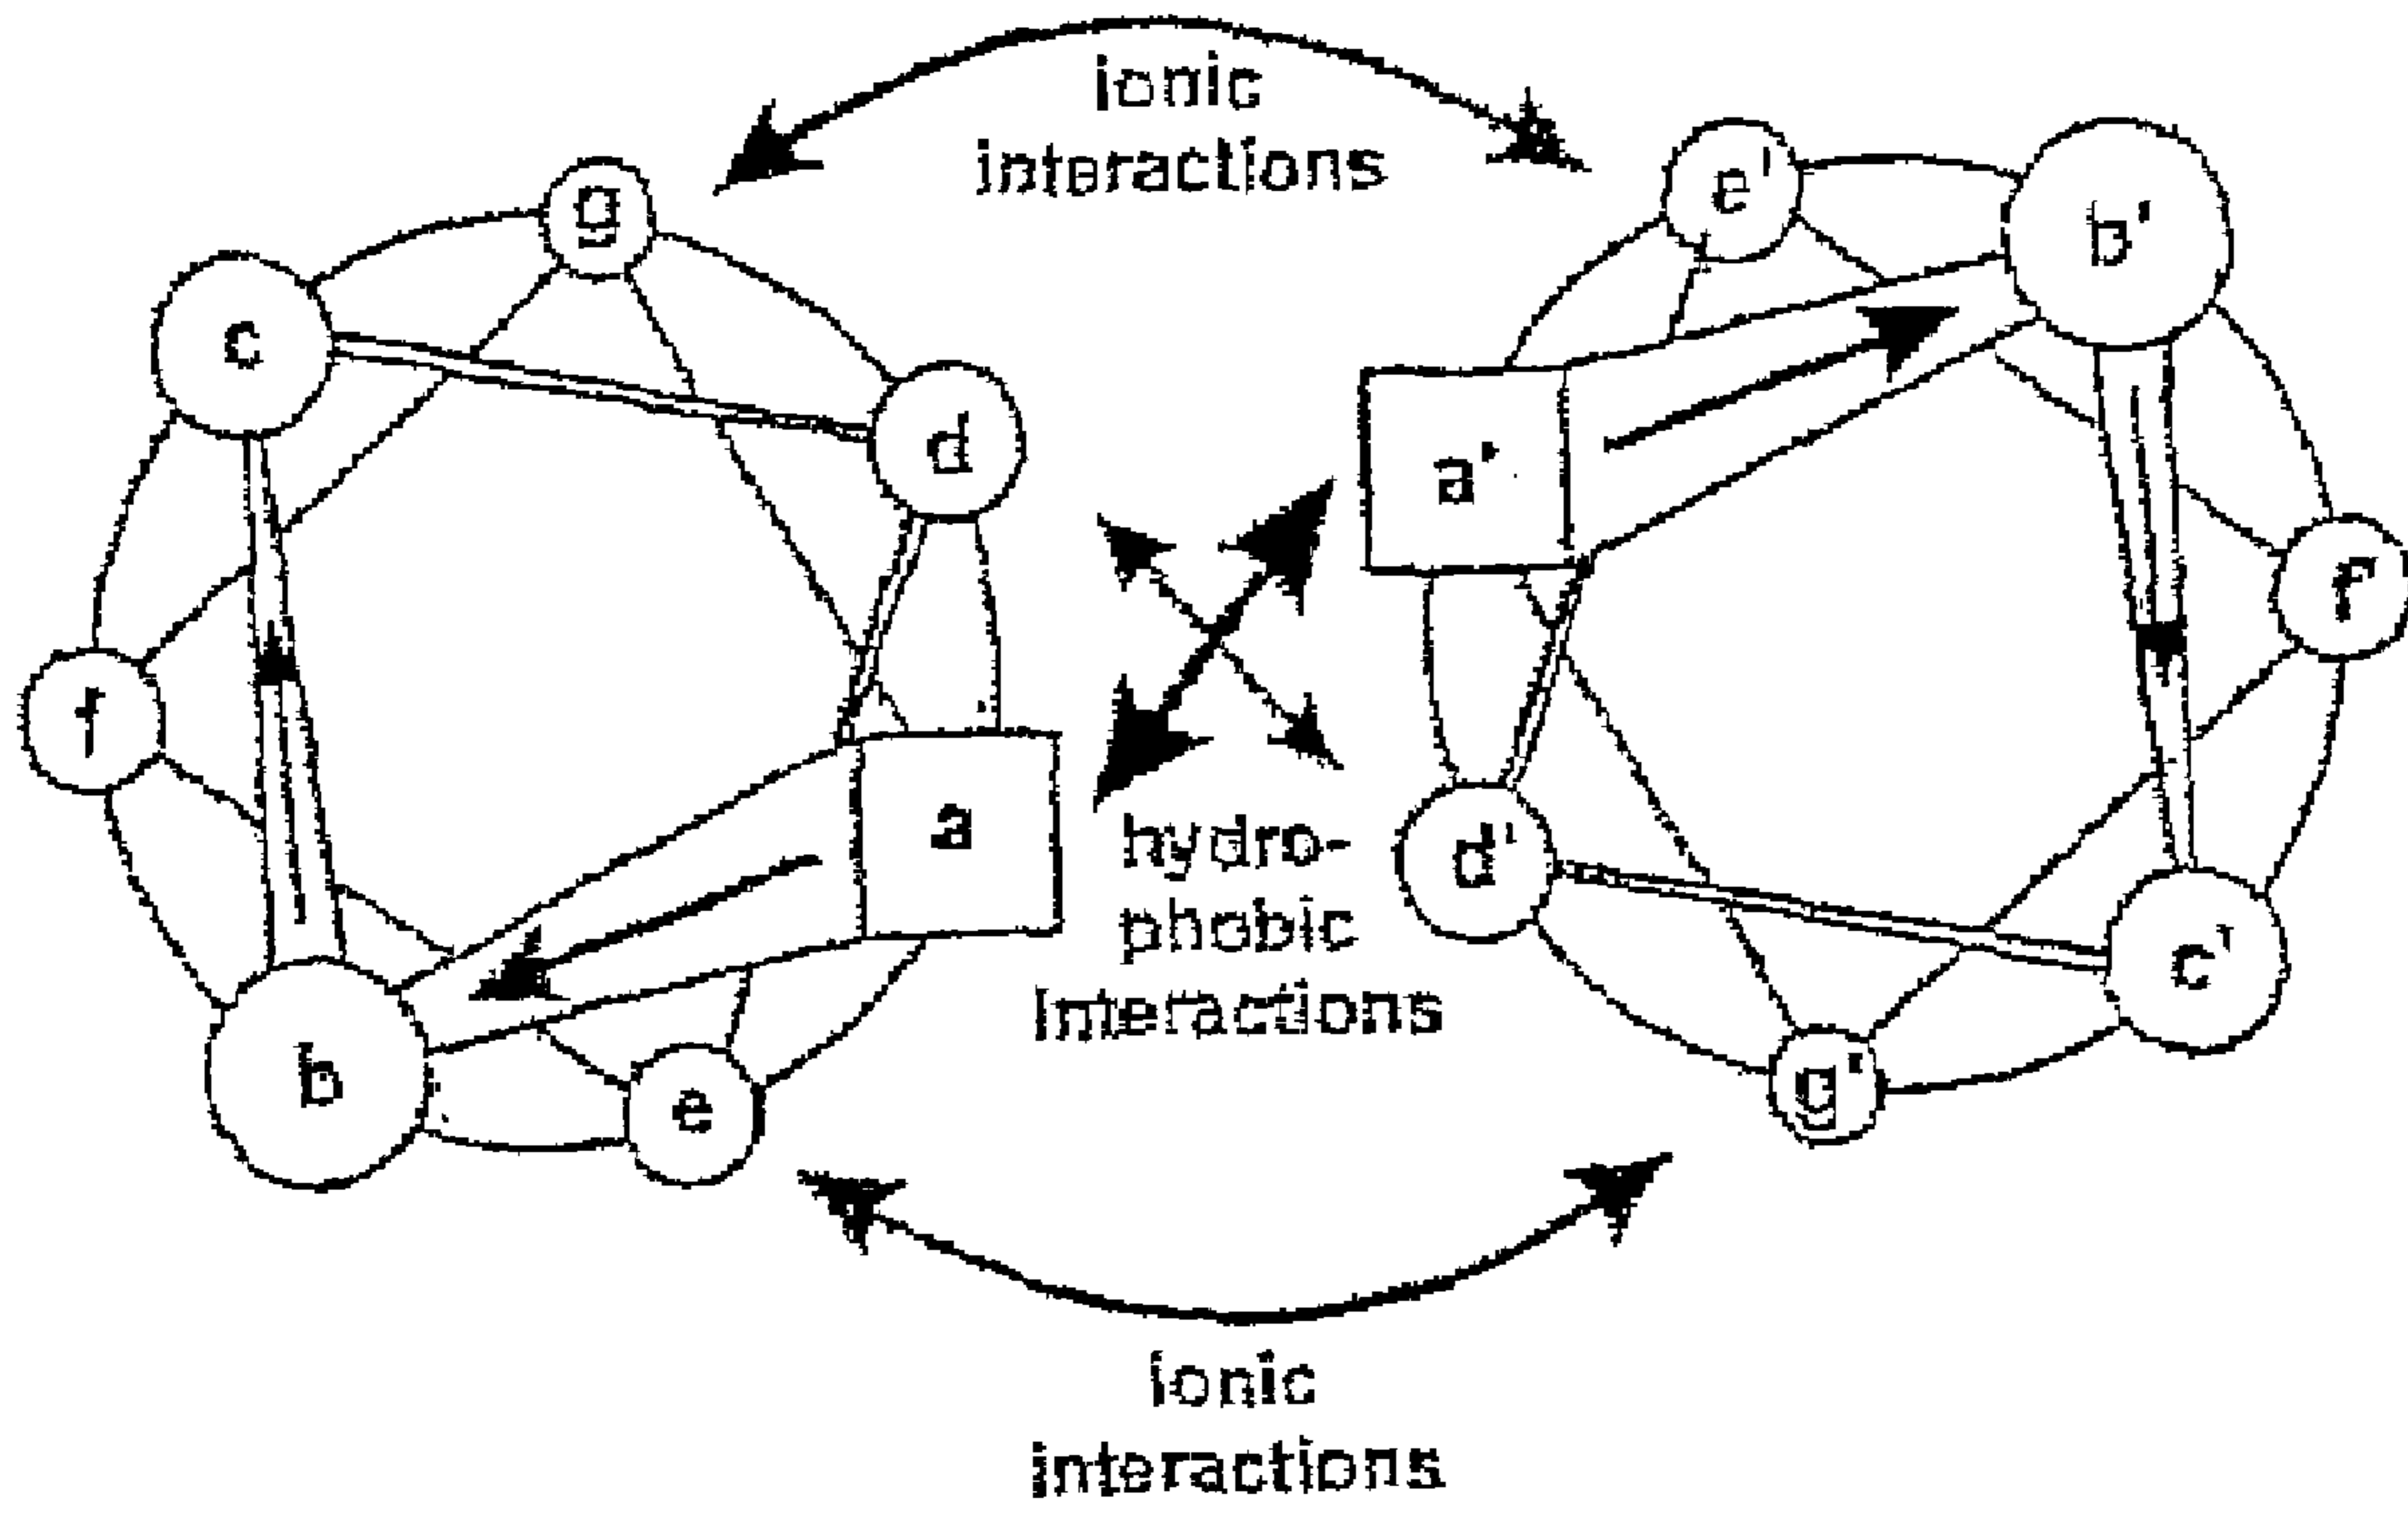 ionic
interactions
g
e'
b'
c
d
a'
f
f'
a
hydro-
phobic
interactions
d'
c'
b
e
g'
ionic
interactions